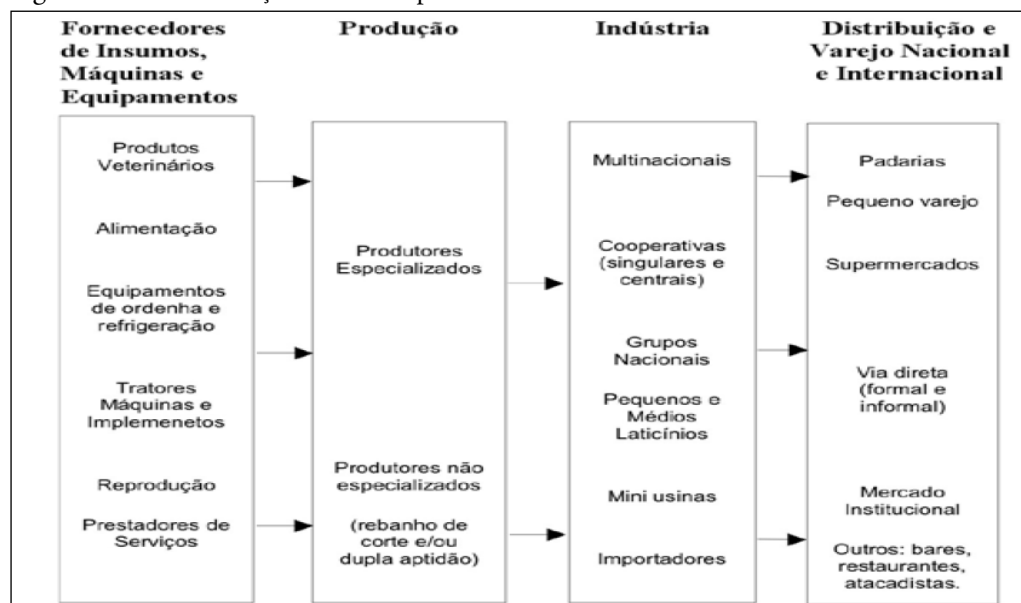 Fornecedores
de Insumos,
Máquinas e
Equipamentos
Produtos
Veterinários
Alimentação
Equipamentos
de ordenha e
refrigeração
Tratores
Máquinas e
Implemenetos
Reprodução
Prestadores de
Serviços
Produção
Produtores
Especializados
Produtores não
especializados
(rebanho de
corte e/ou
dupla aptidão)
Indústria
Multinacionais
Cooperativas
(singulares e
centrais)
Grupos
Nacionais
Pequenos e
Médios
Laticínios
Mini usinas
Importadores
Distribuição e
Varejo Nacional
e Internacional
Padarias
Pequeno varejo
Supermercados
Via direta
(formal e
informal)
Mercado
Institucional
Outros: bares,
restaurantes,
atacadistas.